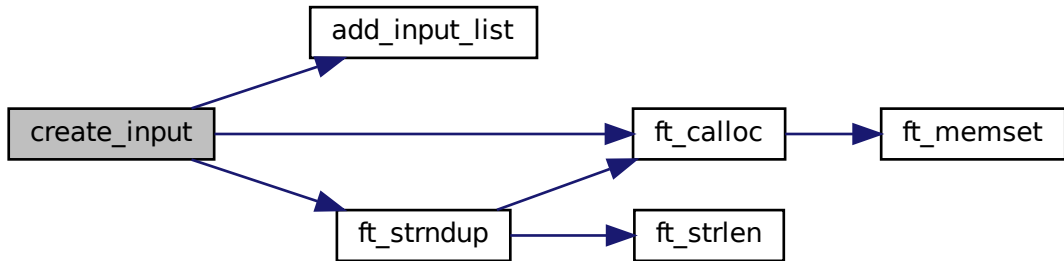 add_input_list
create_input
ft_calloc
ft_memset
ft_strndup
ft_strlen